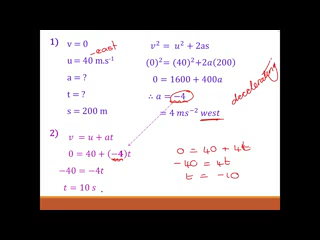 1) v = 0
u = 40 m.s⁻¹ - east
a = ?
t = ?
s = 200 m
v² = u² + 2as
(0)² = (40)² + 2a(200)
0 = 1600 + 400a
∴ a = −4
= 4 ms⁻² west
decelerating
2)
v = u + at
0 = 40 + (−4)t
−40 = −4t
t = 10 s .
0 = 40 + 4t
-40 = 4t
t = -10